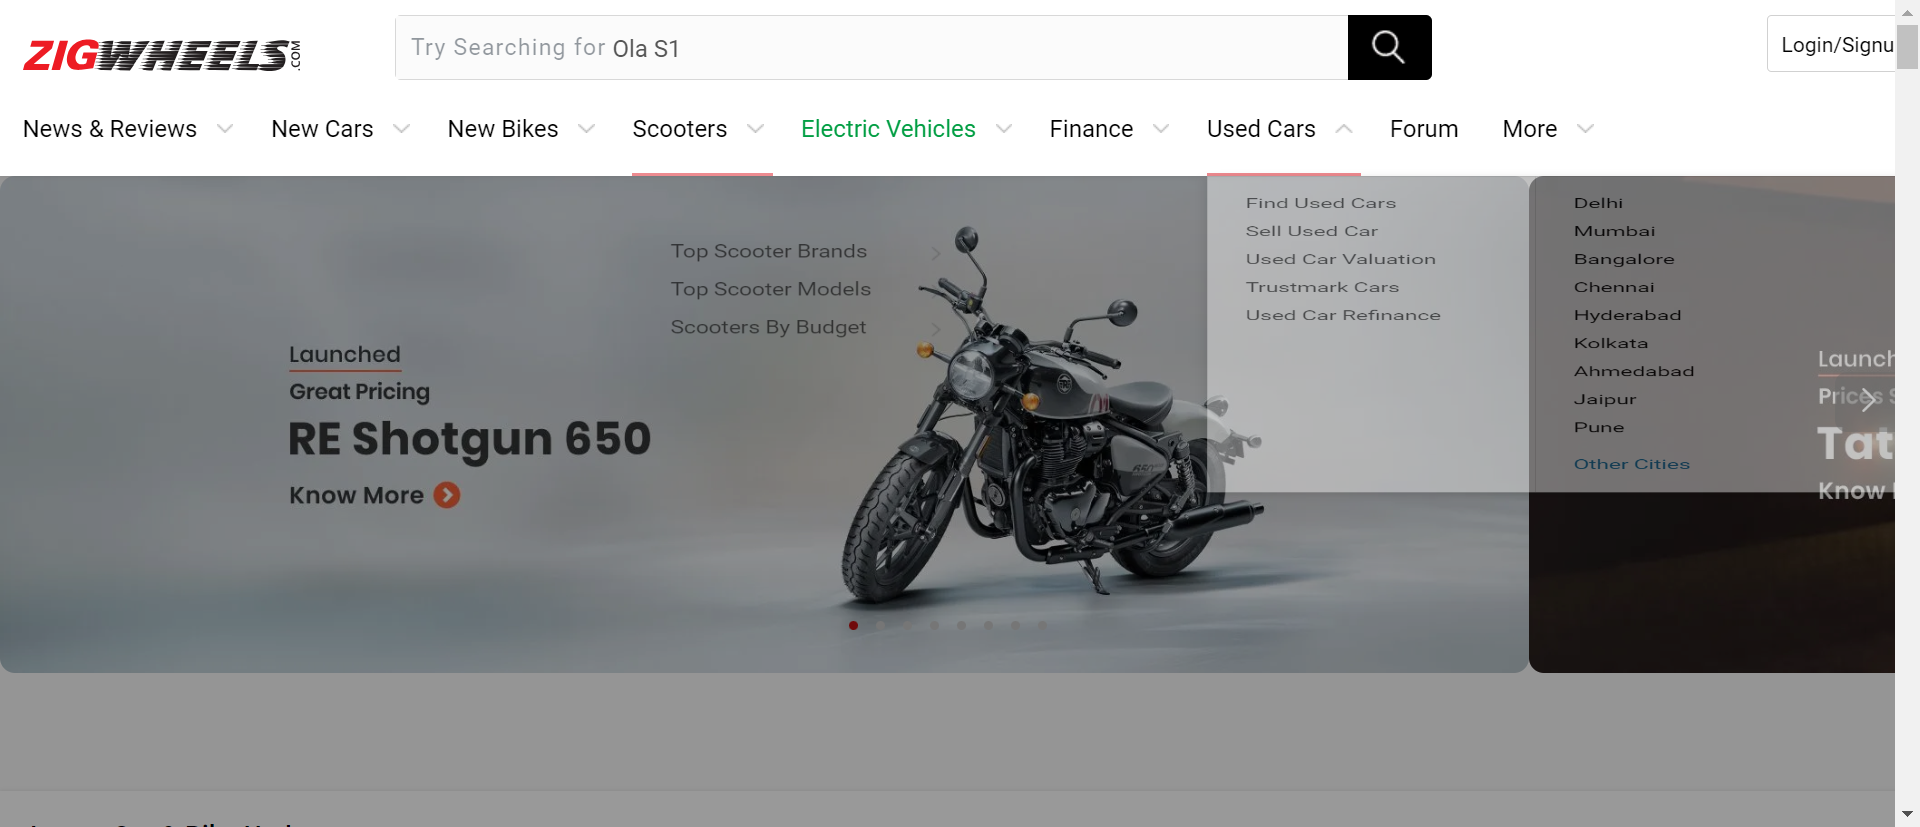 ZIGWHEELS.COM
Try Searching for Ola S1
Login/Signu
News & Reviews
New Cars
New Bikes
Scooters
Electric Vehicles
Finance
Used Cars
Forum
More
Top Scooter Brands
Top Scooter Models
Scooters By Budget
Find Used Cars
Sell Used Car
Used Car Valuation
Trustmark Cars
Used Car Refinance
Delhi
Mumbai
Bangalore
Chennai
Hyderabad
Kolkata
Ahmedabad
Jaipur
Pune
Other Cities
Launched
Great Pricing
RE Shotgun 650
Know More
Launch
Prices S
Tat
Know